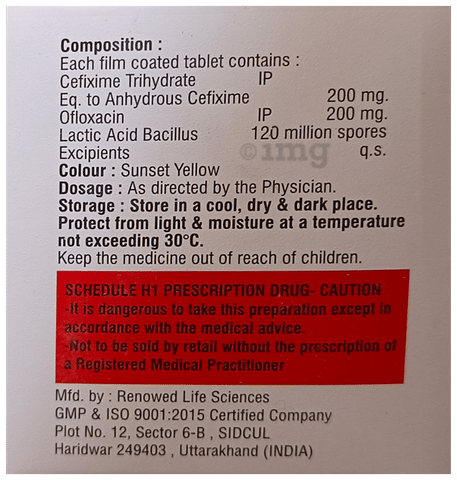 Composition :
Each film coated tablet contains :
Cefixime Trihydrate IP
Eq. to Anhydrous Cefixime 200 mg.
Ofloxacin IP 200 mg.
Lactic Acid Bacillus 120 million spores
©1mg
Excipients q.s.
Colour : Sunset Yellow
Dosage : As directed by the Physician.
Storage : Store in a cool, dry & dark place.
Protect from light & moisture at a temperature
not exceeding 30°C.
Keep the medicine out of reach of children.
SCHEDULE H1 PRESCRIPTION DRUG- CAUTION
-It is dangerous to take this preparation except in
accordance with the medical advice.
-Not to be sold by retail without the prescription of
a Registered Medical Practitioner
Mfd. by : Renowed Life Sciences
GMP & ISO 9001:2015 Certified Company
Plot No. 12, Sector 6-B , SIDCUL
Haridwar 249403 , Uttarakhand (INDIA)